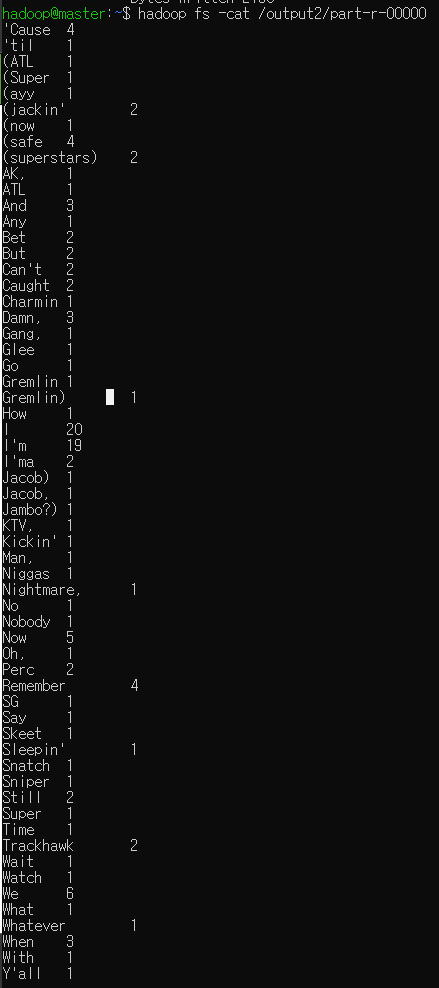 hadoop@master:~$ hadoop fs -cat /output2/part-r-00000
'Cause 4
'til 1
(ATL 1
(Super 1
(ayy 1
(jackin' 2
(now 1
(safe 4
(superstars) 2
AK, 1
ATL 1
And 3
Any 1
Bet 2
But 2
Can't 2
Caught 2
Charmin 1
Damn, 3
Gang, 1
Glee 1
Go 1
Gremlin 1
Gremlin) 1
How 1
I 20
I'm 19
I'ma 2
Jacob) 1
Jacob, 1
Jambo?) 1
KTV, 1
Kickin' 1
Man, 1
Niggas 1
Nightmare, 1
No 1
Nobody 1
Now 5
Oh, 1
Perc 2
Remember 4
SG 1
Say 1
Skeet 1
Sleepin' 1
Snatch 1
Sniper 1
Still 2
Super 1
Time 1
Trackhawk 2
Wait 1
Watch 1
We 6
What 1
Whatever 1
When 3
With 1
Y'all 1